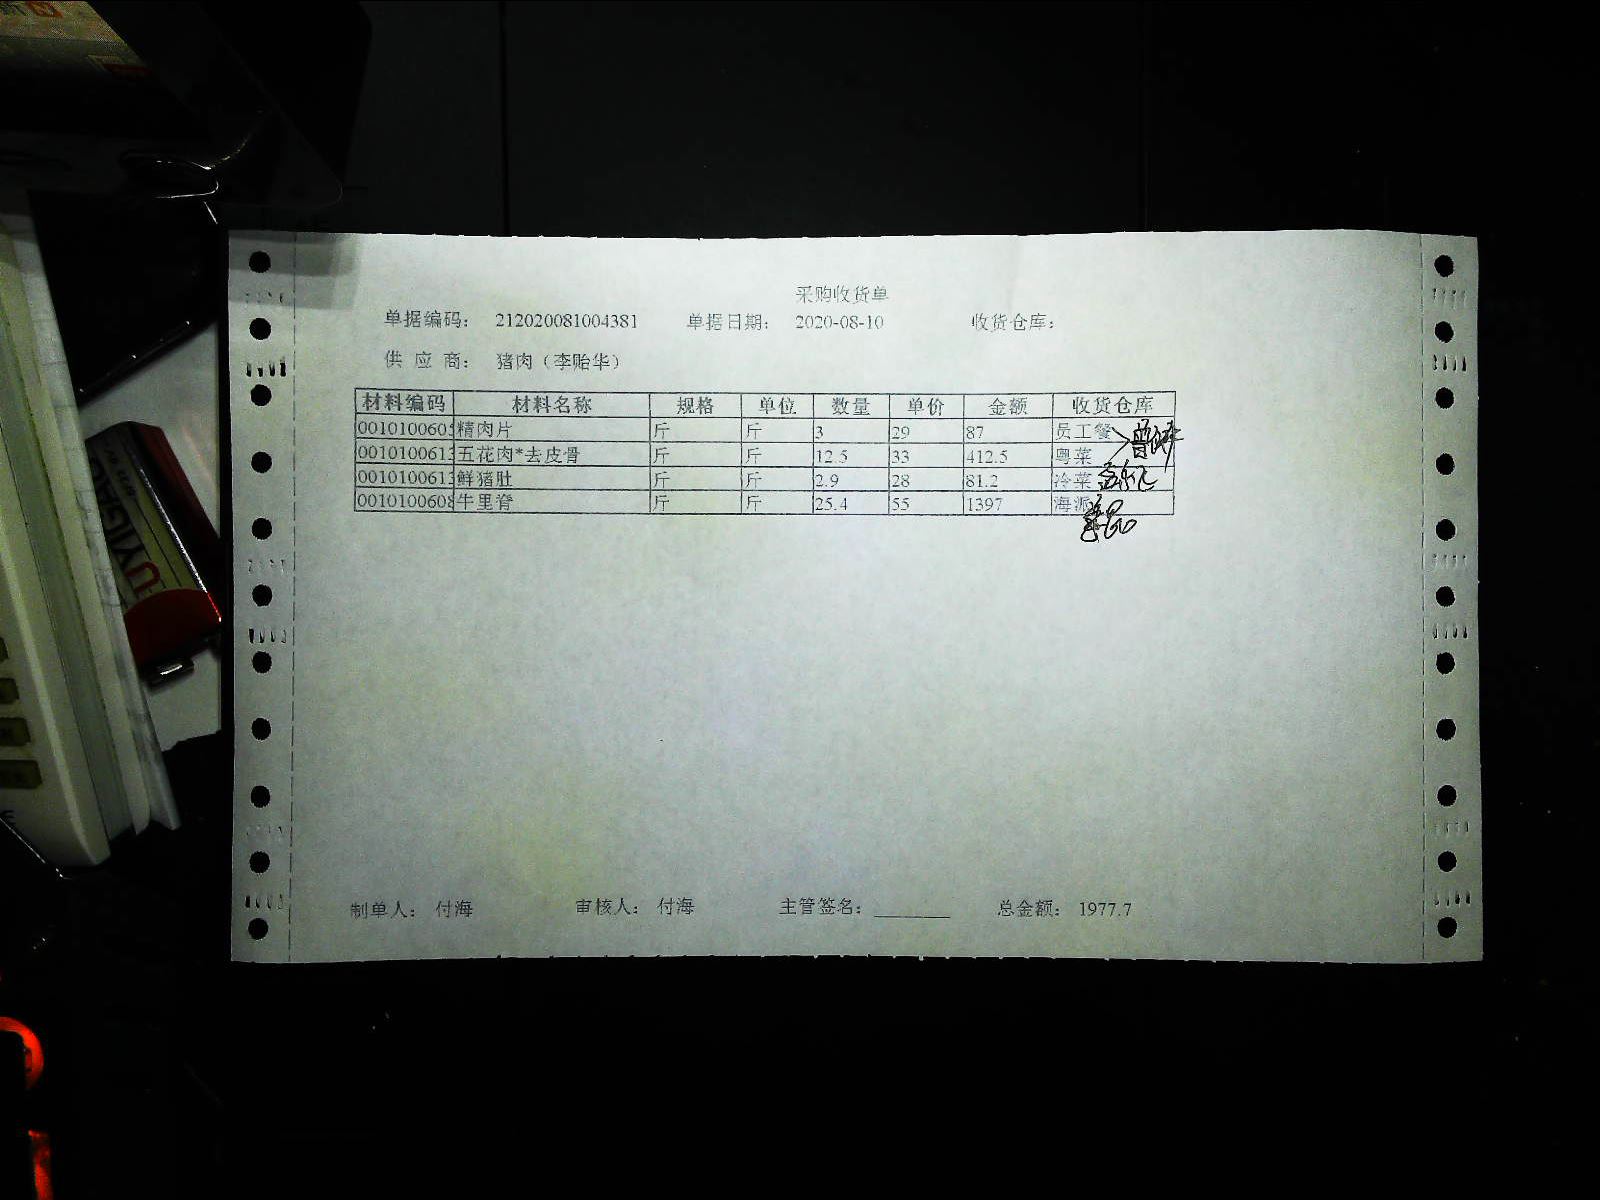 采购收货单
单据编码： 212020081004381 单据日期： 2020-08-10 收货仓库：
供 应 商： 猪肉（李贻华）
材料编码 材料名称 规格 单位 数量 单价 金额 收货仓库
0010100605 精肉片 斤 斤 3 29 87 员工餐
0010100613 五花肉*去皮骨 斤 斤 12.5 33 412.5 粤菜
0010100613 鲜猪肚 斤 斤 2.9 28 81.2 冷菜
0010100608 牛里脊 斤 斤 25.4 55 1397 海派
制单人： 付海 审核人： 付海 主管签名： 总金额： 1977.7